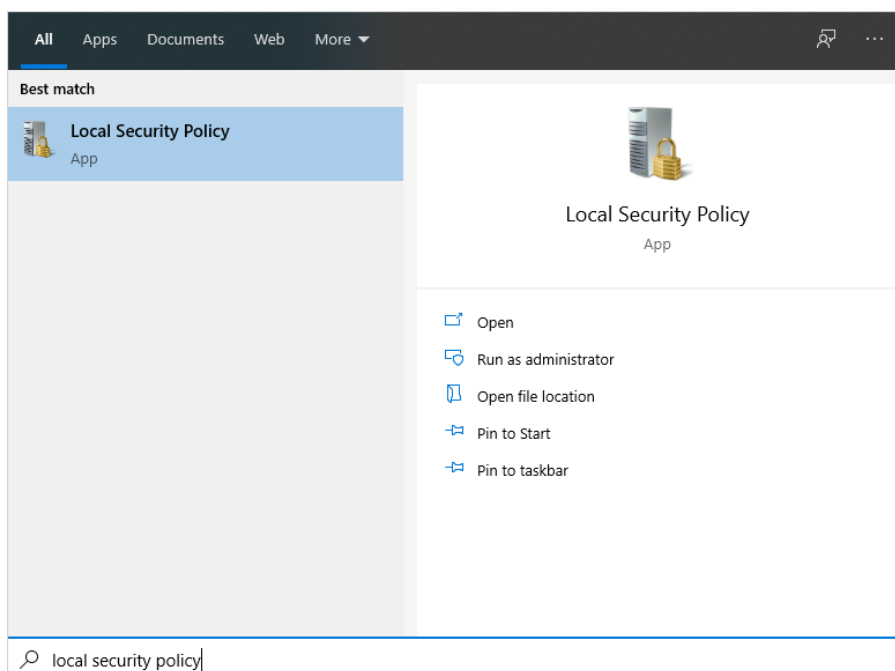 All Apps Documents Web More
Best match
Local Security Policy
App
Local Security Policy
App
Open
Run as administrator
Open file location
Pin to Start
Pin to taskbar
local security policy